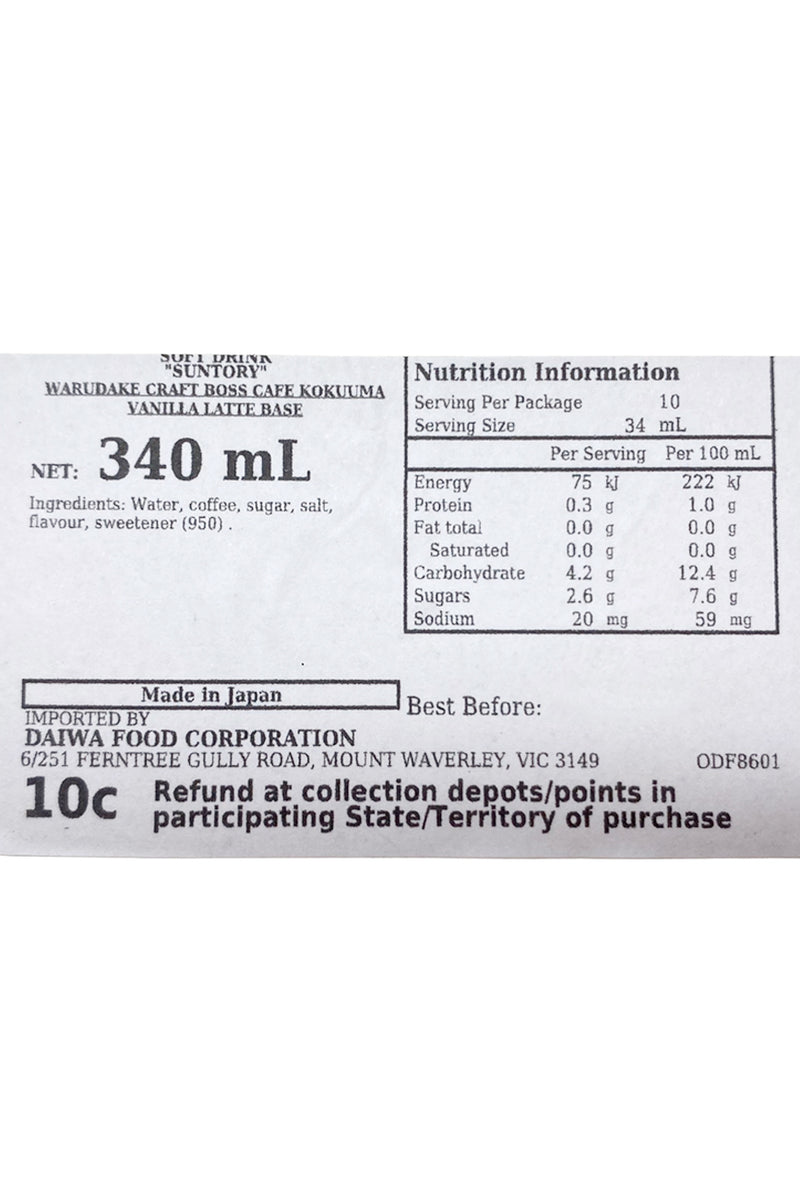 SOFT DRINK
"SUNTORY"
WARUDAKE CRAFT BOSS CAFE KOKUUMA
VANILLA LATTE BASE
NET: 340 mL
Ingredients: Water, coffee, sugar, salt,
flavour, sweetener (950) .
Nutrition Information
Serving Per Package 10
Serving Size 34 mL
Per Serving Per 100 mL
Energy 75 kJ 222 kJ
Protein 0.3 g 1.0 g
Fat total 0.0 g 0.0 g
Saturated 0.0 g 0.0 g
Carbohydrate 4.2 g 12.4 g
Sugars 2.6 g 7.6 g
Sodium 20 mg 59 mg
Made in Japan
Best Before:
IMPORTED BY
DAIWA FOOD CORPORATION
6/251 FERNTREE GULLY ROAD, MOUNT WAVERLEY, VIC 3149 ODF8601
10c Refund at collection depots/points in
participating State/Territory of purchase